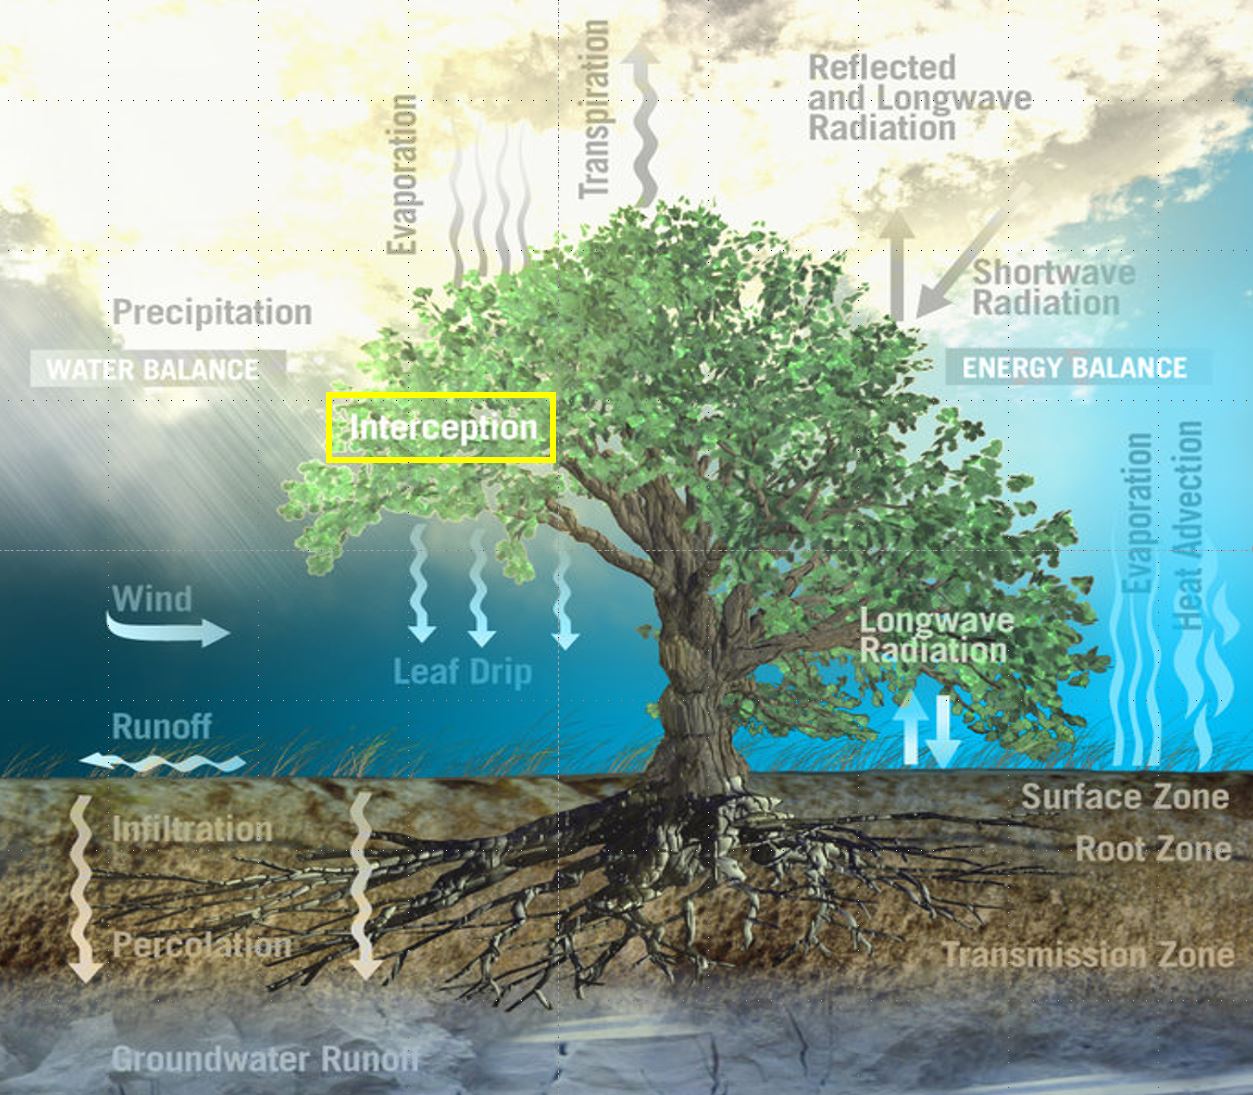 Transpiration
Reflected
and Longwave
Radiation
Evaporation
Shortwave
Radiation
Precipitation
WATER BALANCE
ENERGY BALANCE
Interception
Evaporation
Heat Advection
Wind
Longwave
Radiation
Leaf Drip
Runoff
Surface Zone
Infiltration
Root Zone
Percolation
Transmission Zone
Groundwater Runoff